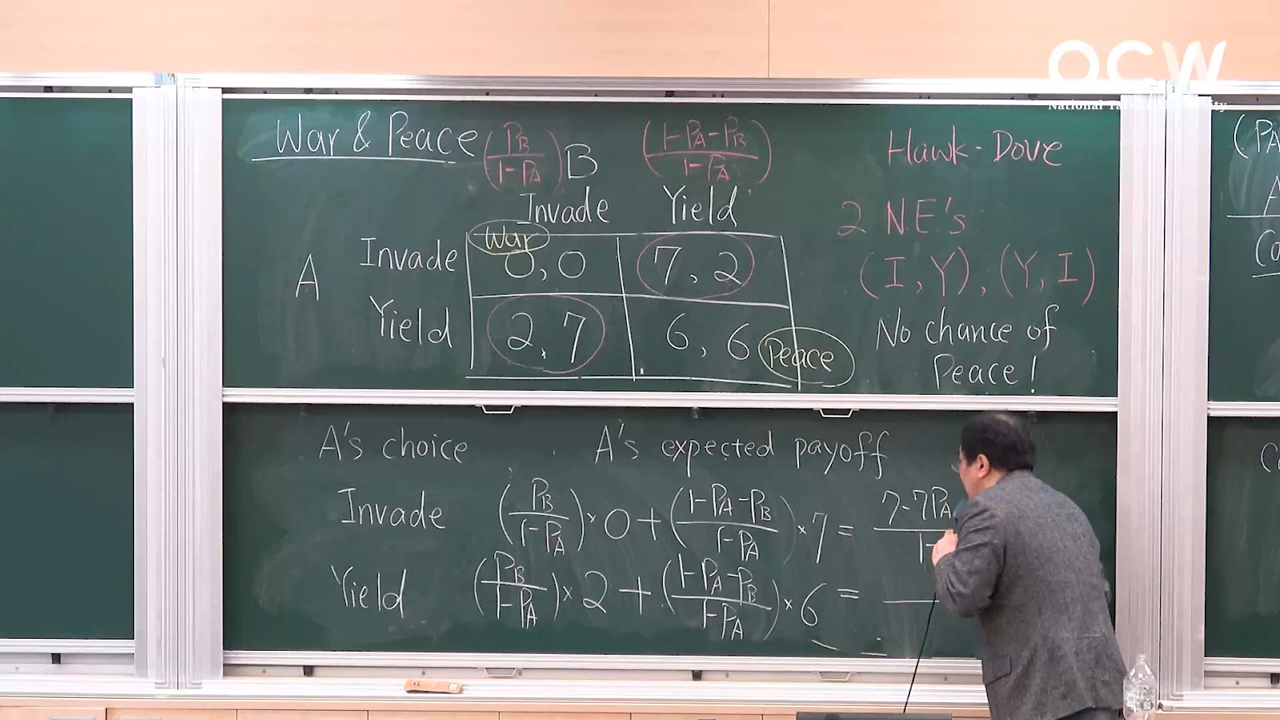 OCW
War & Peace (P_B/1-P_A) B (1-P_A-P_B/1-P_A) Hawk-Dove
Invade Yield
2 NE's
A Invade War 0, 0 7, 2
(I, Y), (Y, I)
Yield 2, 7 6, 6 Peace
No chance of
Peace!
A's choice A's expected payoff
Invade (P_B/1-P_A) × 0 + (1-P_A-P_B/1-P_A) × 7 = 7-7P_A
Yield (P_B/1-P_A) × 2 + (1-P_A-P_B/1-P_A) × 6 =
(PA
A